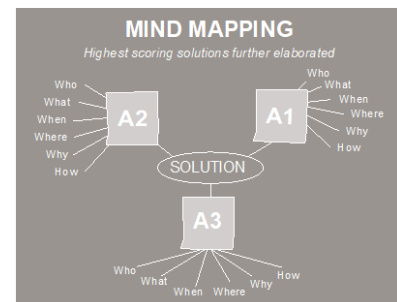 MIND MAPPING
Highest scoring solutions further elaborated
Who
What
When
Where
Why
How
A2
Who
What
When
Where
Why
How
A1
SOLUTION
A3
Who
What
When
Where
Why
How